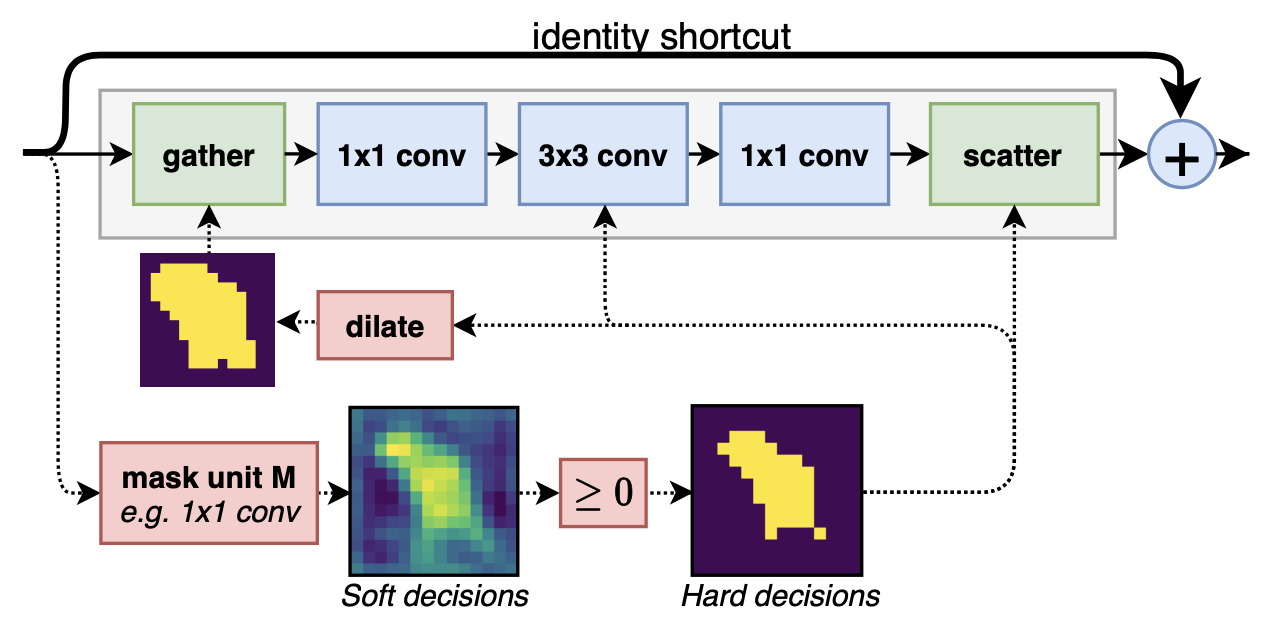 identity shortcut
gather
1x1 conv
3x3 conv
1x1 conv
scatter
+
dilate
mask unit M
e.g. 1x1 conv
≥ 0
Soft decisions
Hard decisions